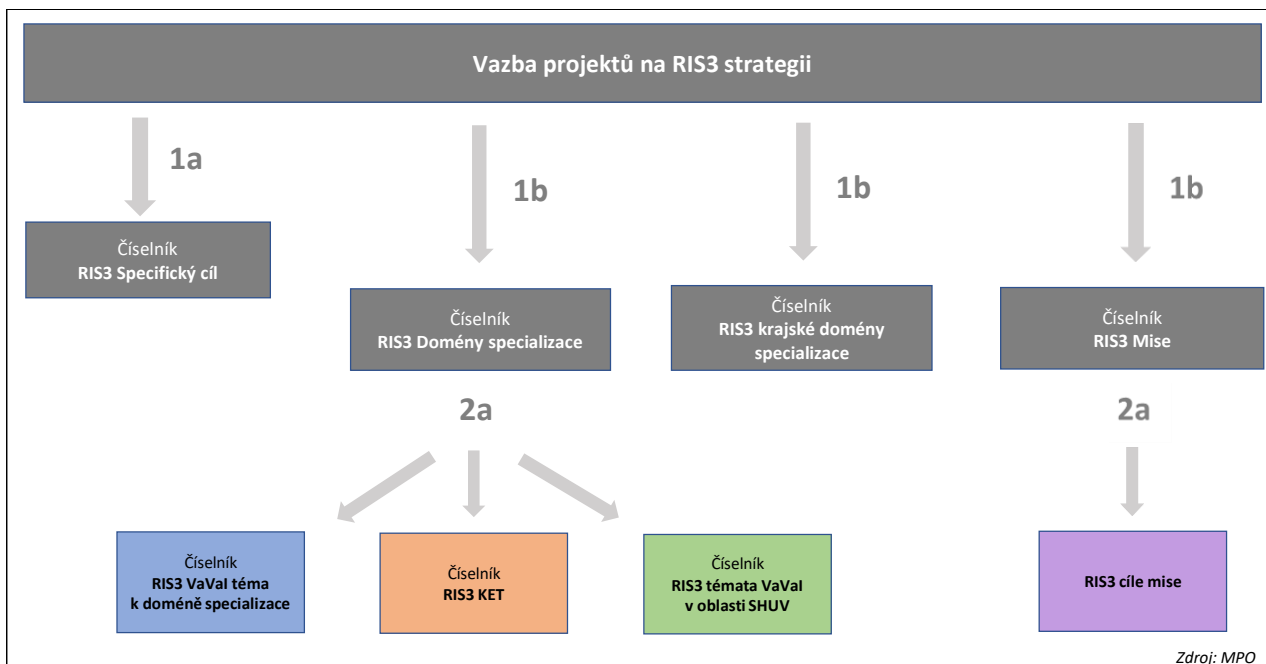 Vazba projektů na RIS3 strategii
1a
1b
1b
1b
Číselník
RIS3 Specifický cíl
Číselník
RIS3 Domény specializace
Číselník
RIS3 krajské domény
specializace
Číselník
RIS3 Mise
2a
2a
Číselník
RIS3 VaVaI téma
k doméně specializace
Číselník
RIS3 KET
Číselník
RIS3 témata VaVaI
v oblasti SHUV
RIS3 cíle mise
Zdroj: MPO